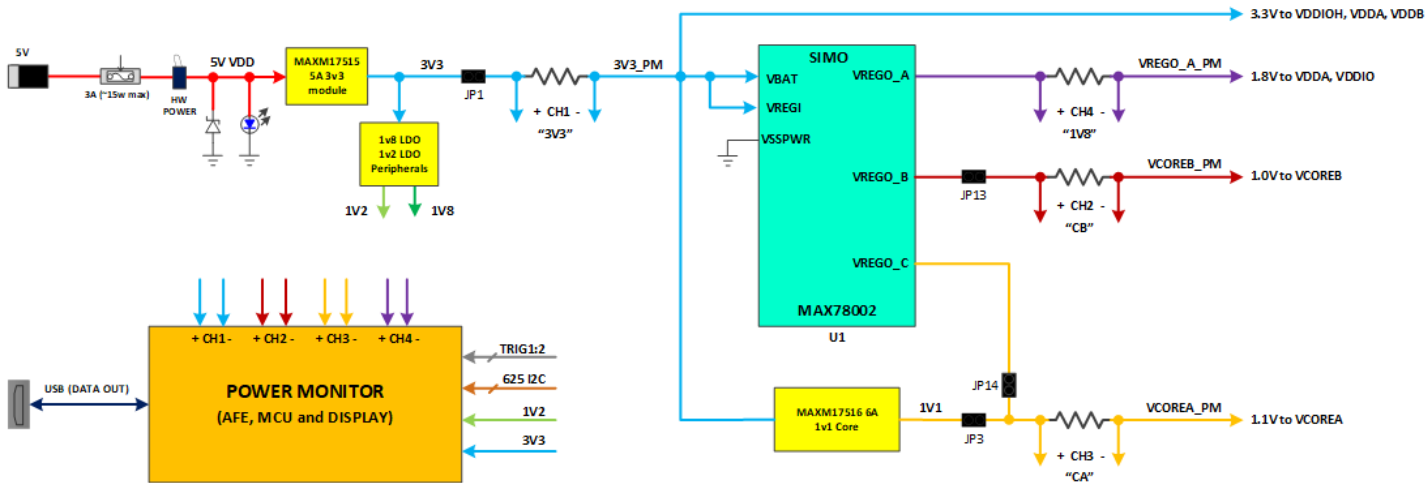 5V
3A (~15w max)
HW
POWER
5V VDD
MAXM17515
5A 3v3
module
3V3
JP1
+ CH1 -
“3V3”
3V3_PM
1v8 LDO
1v2 LDO
Peripherals
1V2
1V8
SIMO
VBAT
VREGI
VSSPWR
VREGO_A
VREGO_B
VREGO_C
MAX78002
U1
3.3V to VDDIOH, VDDA, VDDB
VREGO_A_PM
1.8V to VDDA, VDDIO
+ CH4 -
“1V8”
JP13
VCOREB_PM
1.0V to VCOREB
+ CH2 -
“CB”
JP14
MAXM17516 6A
1v1 Core
1V1
JP3
VCOREA_PM
1.1V to VCOREA
+ CH3 -
“CA”
+ CH1 -
+ CH2 -
+ CH3 -
+ CH4 -
POWER MONITOR
(AFE, MCU and DISPLAY)
USB (DATA OUT)
TRIG1:2
625 I2C
1V2
3V3